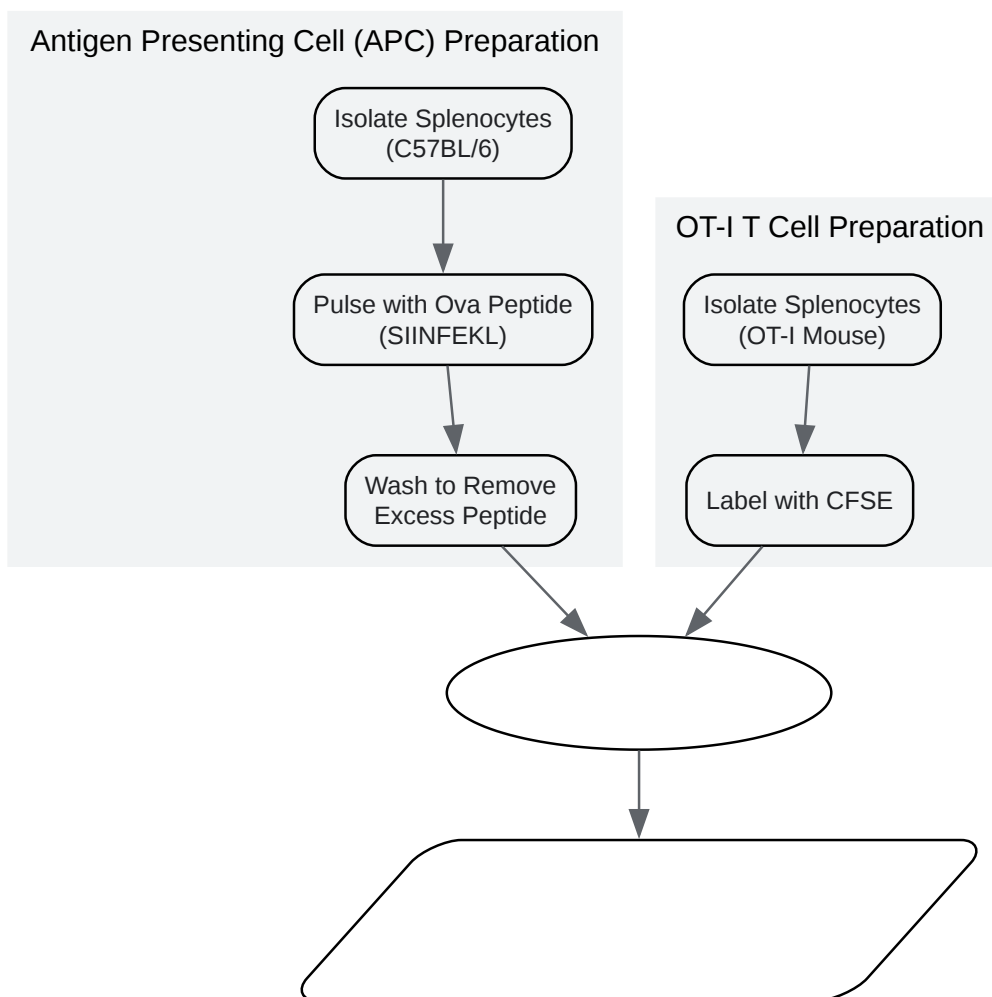 Antigen Presenting Cell (APC) Preparation
Isolate Splenocytes
(C57BL/6)
Pulse with Ova Peptide
(SIINFEKL)
Wash to Remove
Excess Peptide
OT-I T Cell Preparation
Isolate Splenocytes
(OT-I Mouse)
Label with CFSE